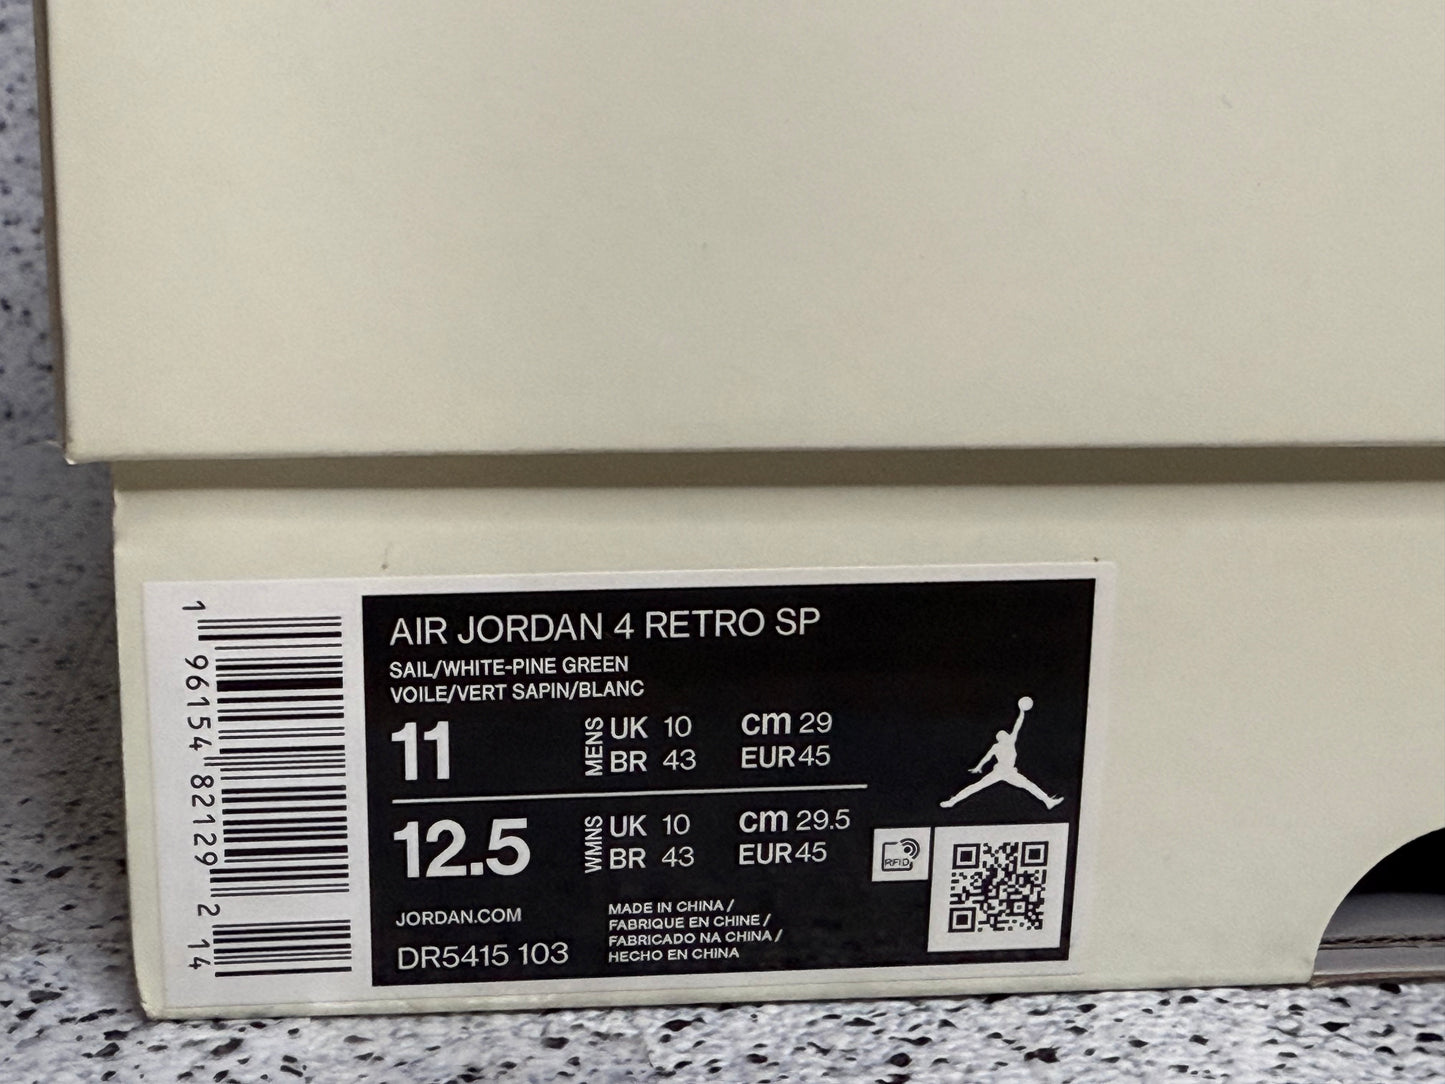 AIR JORDAN 4 RETRO SP
SAIL/WHITE-PINE GREEN
VOILE/VERT SAPIN/BLANC
11 MENS UK 10 cm 29
BR 43 EUR 45
12.5 WMNS UK 10 cm 29.5
BR 43 EUR 45
RFID
JORDAN.COM
DR5415 103
MADE IN CHINA /
FABRIQUE EN CHINE /
FABRICADO NA CHINA /
HECHO EN CHINA
1 96154 82129 2 14